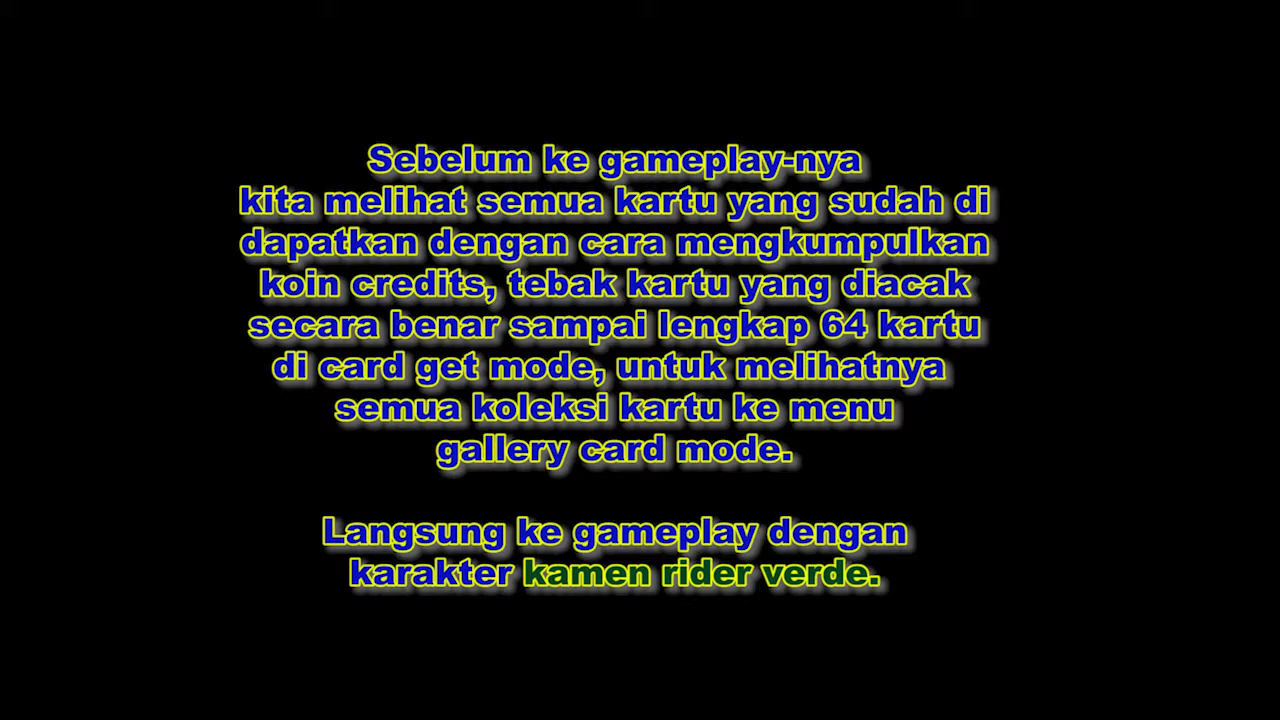 Sebelum ke gameplay-nya
kita melihat semua kartu yang sudah di
dapatkan dengan cara mengkumpulkan
koin credits, tebak kartu yang diacak
secara benar sampai lengkap 64 kartu
di card get mode, untuk melihatnya
semua koleksi kartu ke menu
gallery card mode.
Langsung ke gameplay dengan
karakter kamen rider verde.